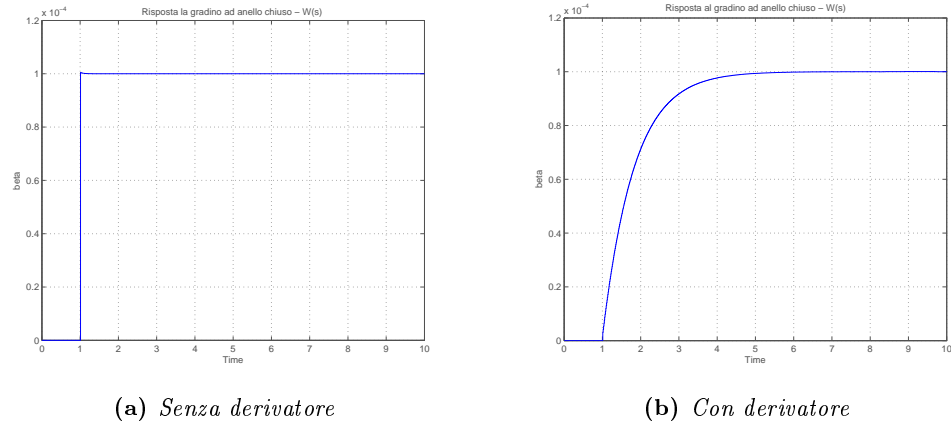 Risposta la gradino ad anello chiuso – W(s)
x 10⁻⁴
1.2
1
0.8
0.6
0.4
0.2
0
beta
0 1 2 3 4 5 6 7 8 9 10
Time
(a) Senza derivatore
Risposta al gradino ad anello chiuso – W(s)
x 10⁻⁴
1.2
1
0.8
0.6
0.4
0.2
0
beta
0 1 2 3 4 5 6 7 8 9 10
Time
(b) Con derivatore